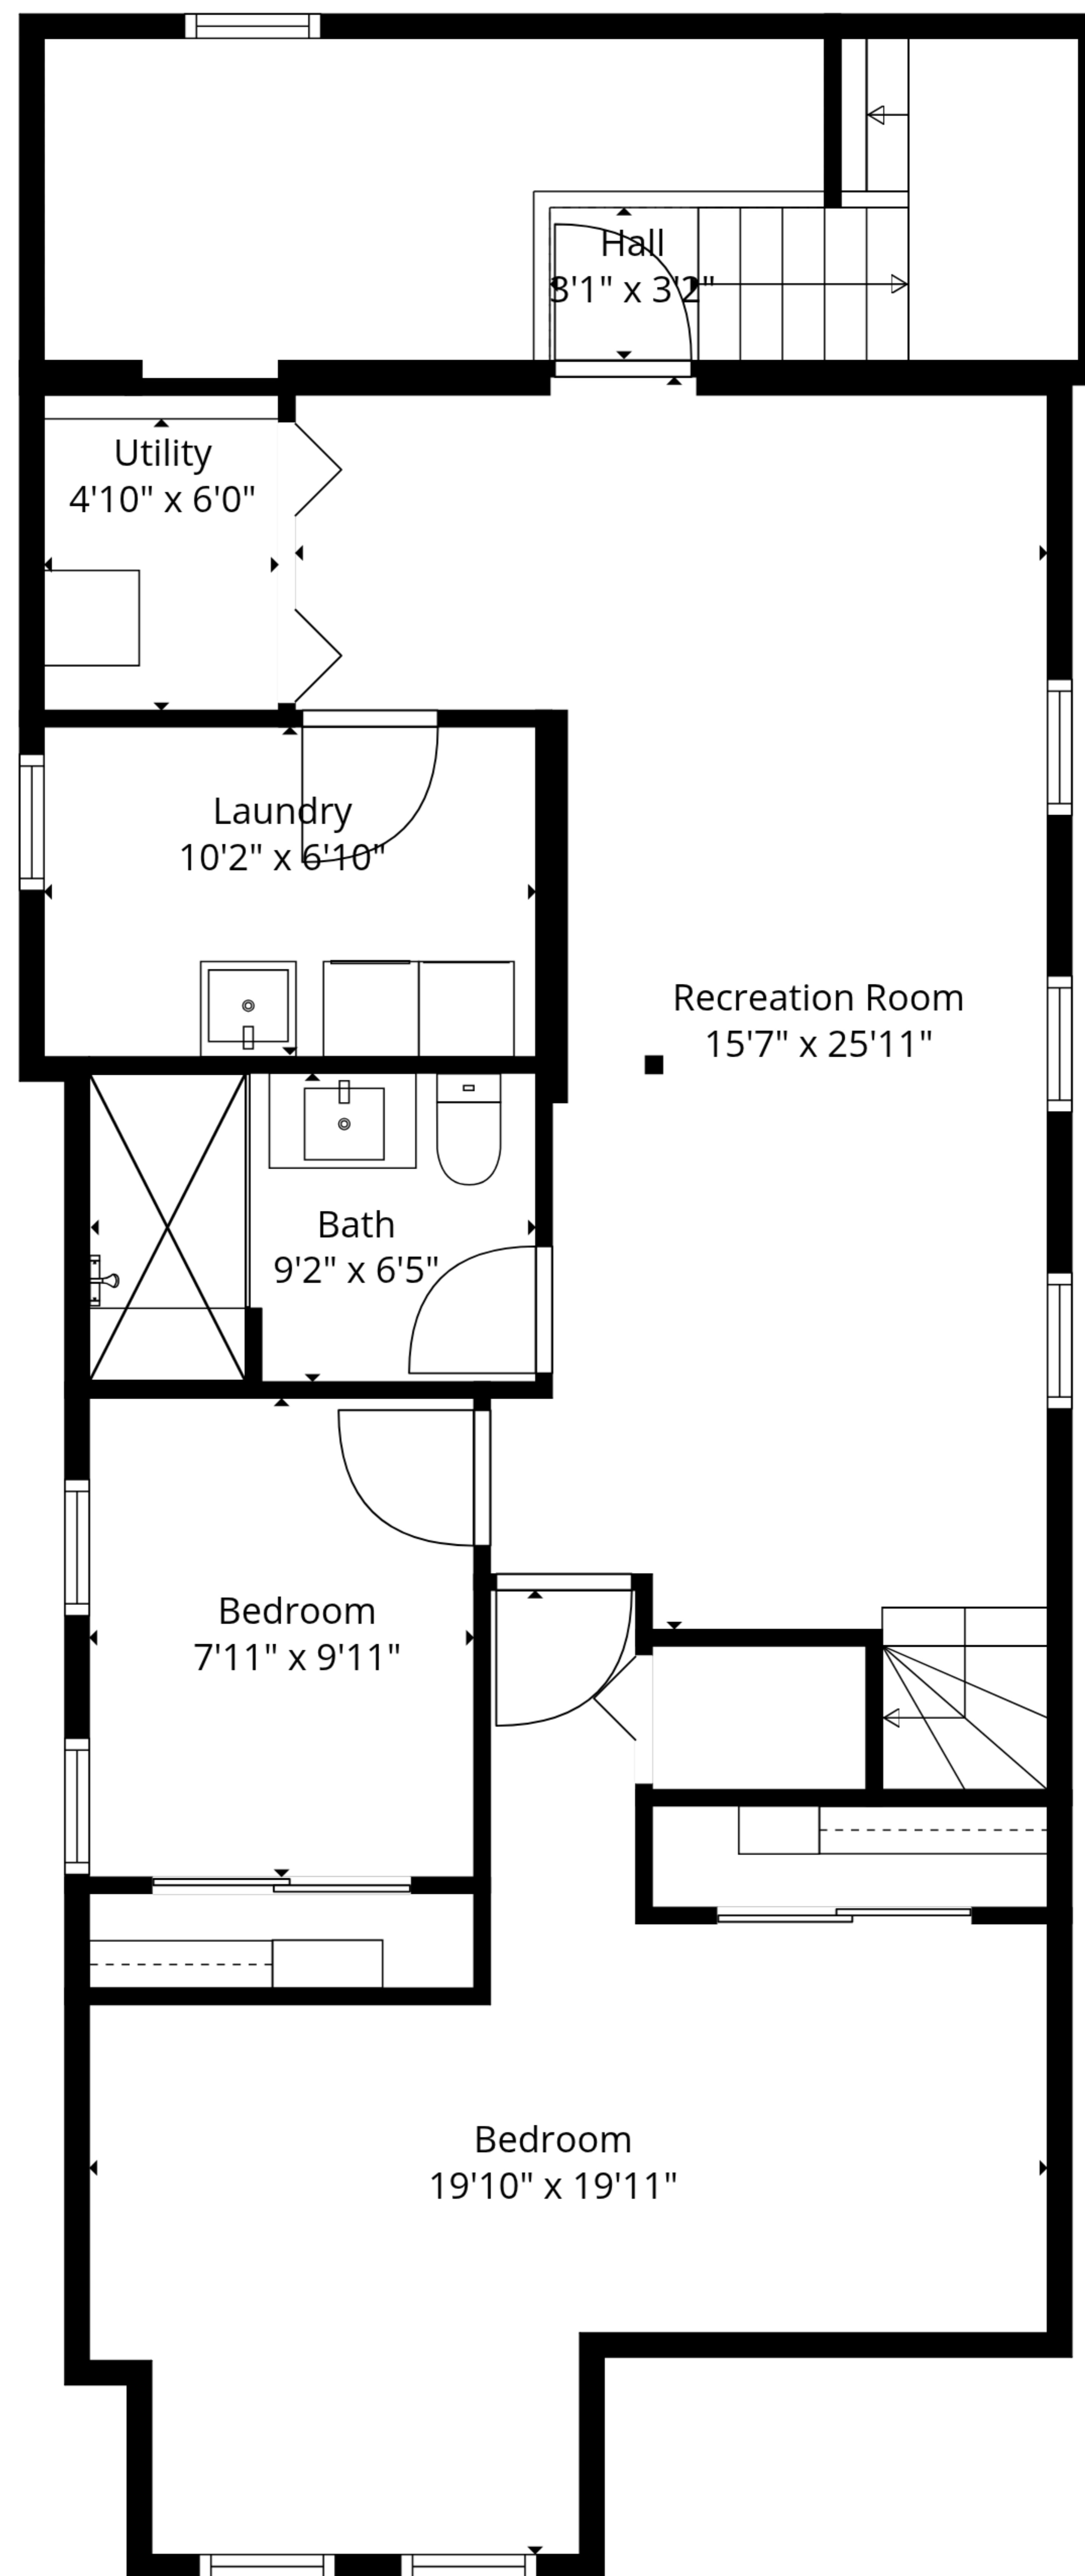 Hall
3'1" x 3'2"
Utility
4'10" x 6'0"
Laundry
10'2" x 6'10"
Recreation Room
15'7" x 25'11"
Bath
9'2" x 6'5"
Bedroom
7'11" x 9'11"
Bedroom
19'10" x 19'11"